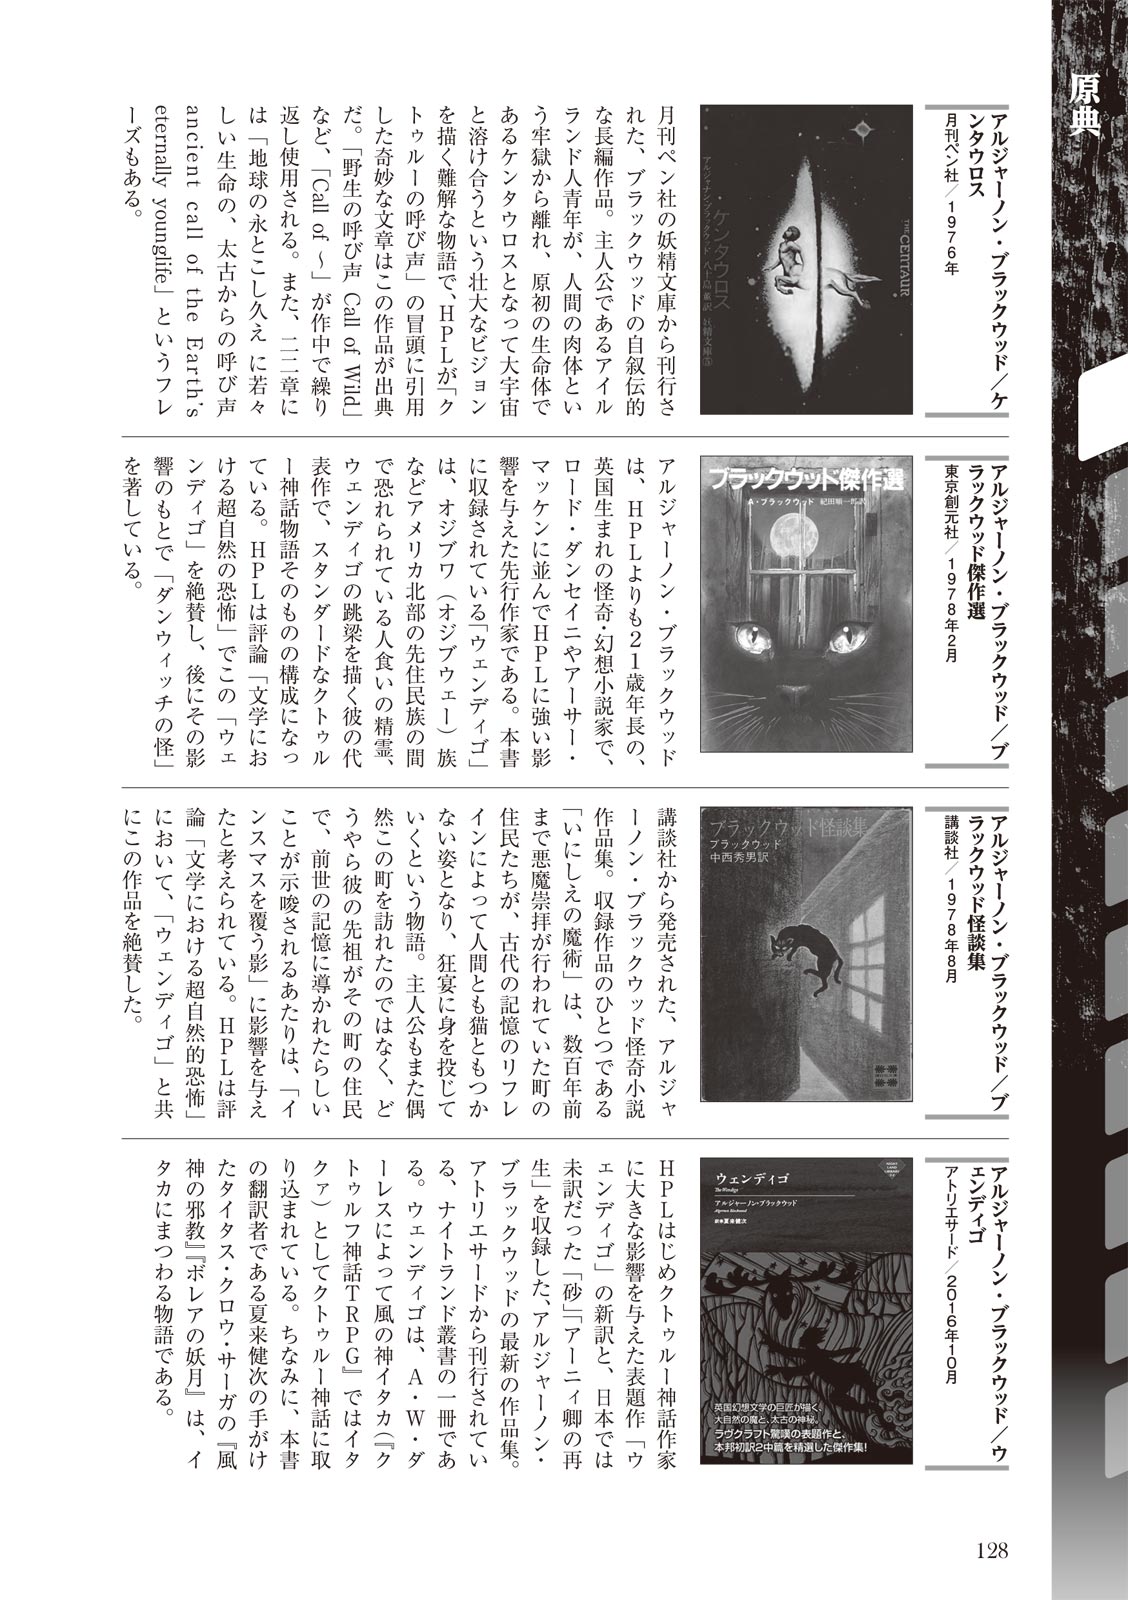 原典
アルジャーノン・ブラックウッド／ケ
ンタウロス
月刊ペン社／1976年
THE CENTAUR
ケンタウロス
アルジャナン・ブラックウッド 八十島薫訳 妖精文庫
月刊ペン社の妖精文庫から刊行さ
れた、ブラックウッドの自叙伝的
な長編作品。主人公であるアイル
ランド人青年が、人間の肉体とい
う牢獄から離れ、原初の生命体で
あるケンタウロスとなって大宇宙
と溶け合うという壮大なビジョン
を描く難解な物語で、HPLが「ク
トゥルーの呼び声」の冒頭に引用
した奇妙な文章はこの作品が出典
だ。「野生の呼び声 Call of Wild」
など、「Call of ～」が作中で繰り
返し使用される。また、二二章に
は「地球の永とこし久え に若々
しい生命の、太古からの呼び声
ancient call of the Earth's
eternally younglife」というフレ
ーズもある。
アルジャーノン・ブラックウッド／ブ
ラックウッド傑作選
東京創元社／1978年2月
ブラックウッド傑作選
A・ブラックウッド 紀田順一郎訳
アルジャーノン・ブラックウッド
は、HPLよりも21歳年長の、
英国生まれの怪奇・幻想小説家で、
ロード・ダンセイニやアーサー・
マッケンに並んでHPLに強い影
響を与えた先行作家である。本書
に収録されている「ウェンディゴ」
は、オジブワ（オジブウェー）族
などアメリカ北部の先住民族の間
で恐れられている人食いの精霊、
ウェンディゴの跳梁を描く彼の代
表作で、スタンダードなクトゥル
ー神話物語そのものの構成になっ
ている。HPLは評論「文学にお
ける超自然の恐怖」でこの「ウェ
ンディゴ」を絶賛し、後にその影
響のもとで「ダンウィッチの怪」
を著している。
アルジャーノン・ブラックウッド／ブ
ラックウッド怪談集
講談社／1978年8月
ブラックウッド怪談集
ブラックウッド
中西秀男訳
講談社から発売された、アルジャ
ーノン・ブラックウッド怪奇小説
作品集。収録作品のひとつである
「いにしえの魔術」は、数百年前
まで悪魔崇拝が行われていた町の
住民たちが、古代の記憶のリフレ
インによって人間とも猫ともつか
ない姿となり、狂宴に身を投じて
いくという物語。主人公もまた偶
然この町を訪れたのではなく、ど
うやら彼の先祖がその町の住民
で、前世の記憶に導かれたらしい
ことが示唆されるあたりは、「イ
ンスマスを覆う影」に影響を与え
たと考えられている。HPLは評
論「文学における超自然的恐怖」
において、「ウェンディゴ」と共
にこの作品を絶賛した。
アルジャーノン・ブラックウッド／ウ
ェンディゴ
アトリエサード／2016年10月
NIGHT
LAND
LIBRARY
ウェンディゴ
The Wendigo
アルジャーノン・ブラックウッド
Algernon Blackwood
夏来健次
英国幻想文学の巨匠が描く、
大自然の魔と、太古の神秘。
ラヴクラフト驚嘆の表題作と、
本邦初訳2中篇を精選した傑作集!
HPLはじめクトゥルー神話作家
に大きな影響を与えた表題作「ウ
ェンディゴ」の新訳と、日本では
未訳だった「砂」「アーニィ卿の再
生」を収録した、アルジャーノン・
ブラックウッドの最新の作品集。
アトリエサードから刊行されてい
る、ナイトランド叢書の一冊であ
る。ウェンディゴは、A・W・ダ
ーレスによって風の神イタカ（『ク
トゥルフ神話TRPG』ではイタ
クァ）としてクトゥルー神話に取
り込まれている。ちなみに、本書
の翻訳者である夏来健次の手がけ
たタイタス・クロウ・サーガの『風
神の邪教』『ボレアの妖月』は、イ
タカにまつわる物語である。
128